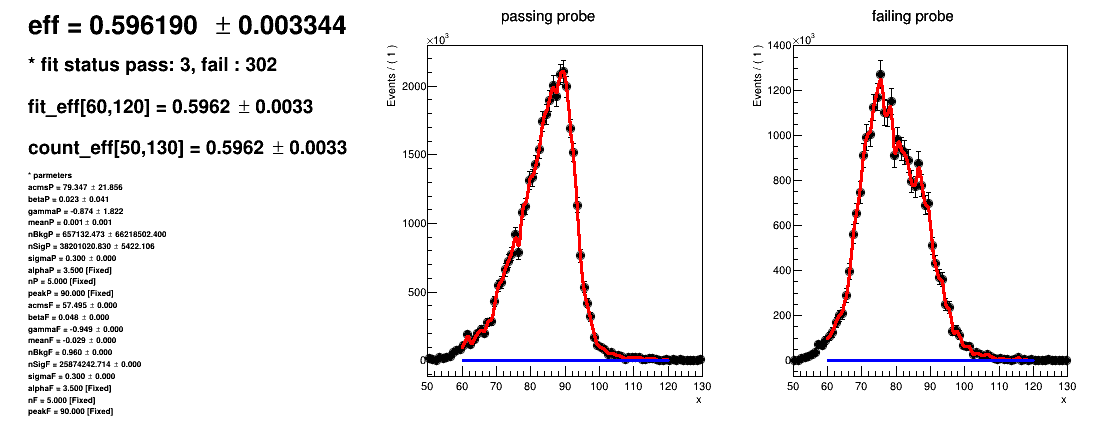 eff = 0.596190 ± 0.003344
* fit status pass: 3, fail : 302
fit_eff[60,120] = 0.5962 ± 0.0033
count_eff[50,130] = 0.5962 ± 0.0033
* parmeters
acmsP = 79.347 ± 21.856
betaP = 0.023 ± 0.041
gammaP = -0.874 ± 1.822
meanP = 0.001 ± 0.001
nBkgP = 657132.473 ± 66218502.400
nSigP = 38201020.830 ± 5422.106
sigmaP = 0.300 ± 0.000
alphaP = 3.500 [Fixed]
nP = 5.000 [Fixed]
peakP = 90.000 [Fixed]
acmsF = 57.495 ± 0.000
betaF = 0.048 ± 0.000
gammaF = -0.949 ± 0.000
meanF = -0.029 ± 0.000
nBkgF = 0.960 ± 0.000
nSigF = 25874242.714 ± 0.000
sigmaF = 0.300 ± 0.000
alphaF = 3.500 [Fixed]
nF = 5.000 [Fixed]
peakF = 90.000 [Fixed]
passing probe
×10³
Events / ( 1 )
2000
1500
1000
500
0
50 60 70 80 90 100 110 120 130
x
failing probe
×10³
Events / ( 1 )
1400
1200
1000
800
600
400
200
0
50 60 70 80 90 100 110 120 130
x